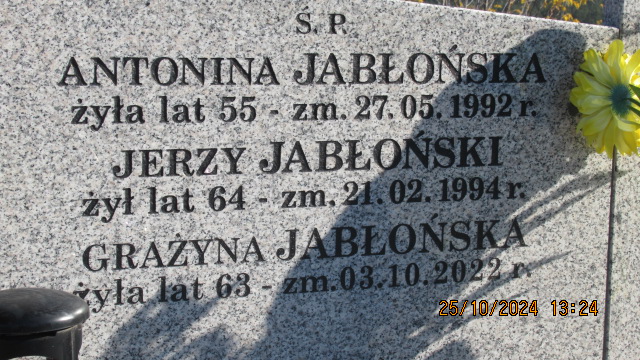 Ś. P.
ANTONINA JABŁOŃSKA
żyła lat 55 - zm. 27. 05. 1992 r.
JERZY JABŁOŃSKI
żył lat 64 - zm. 21. 02. 1994 r.
GRAŻYNA JABŁOŃSKA
żyła lat 63 - zm. 03.10.2022 r.
25/10/2024 13:24